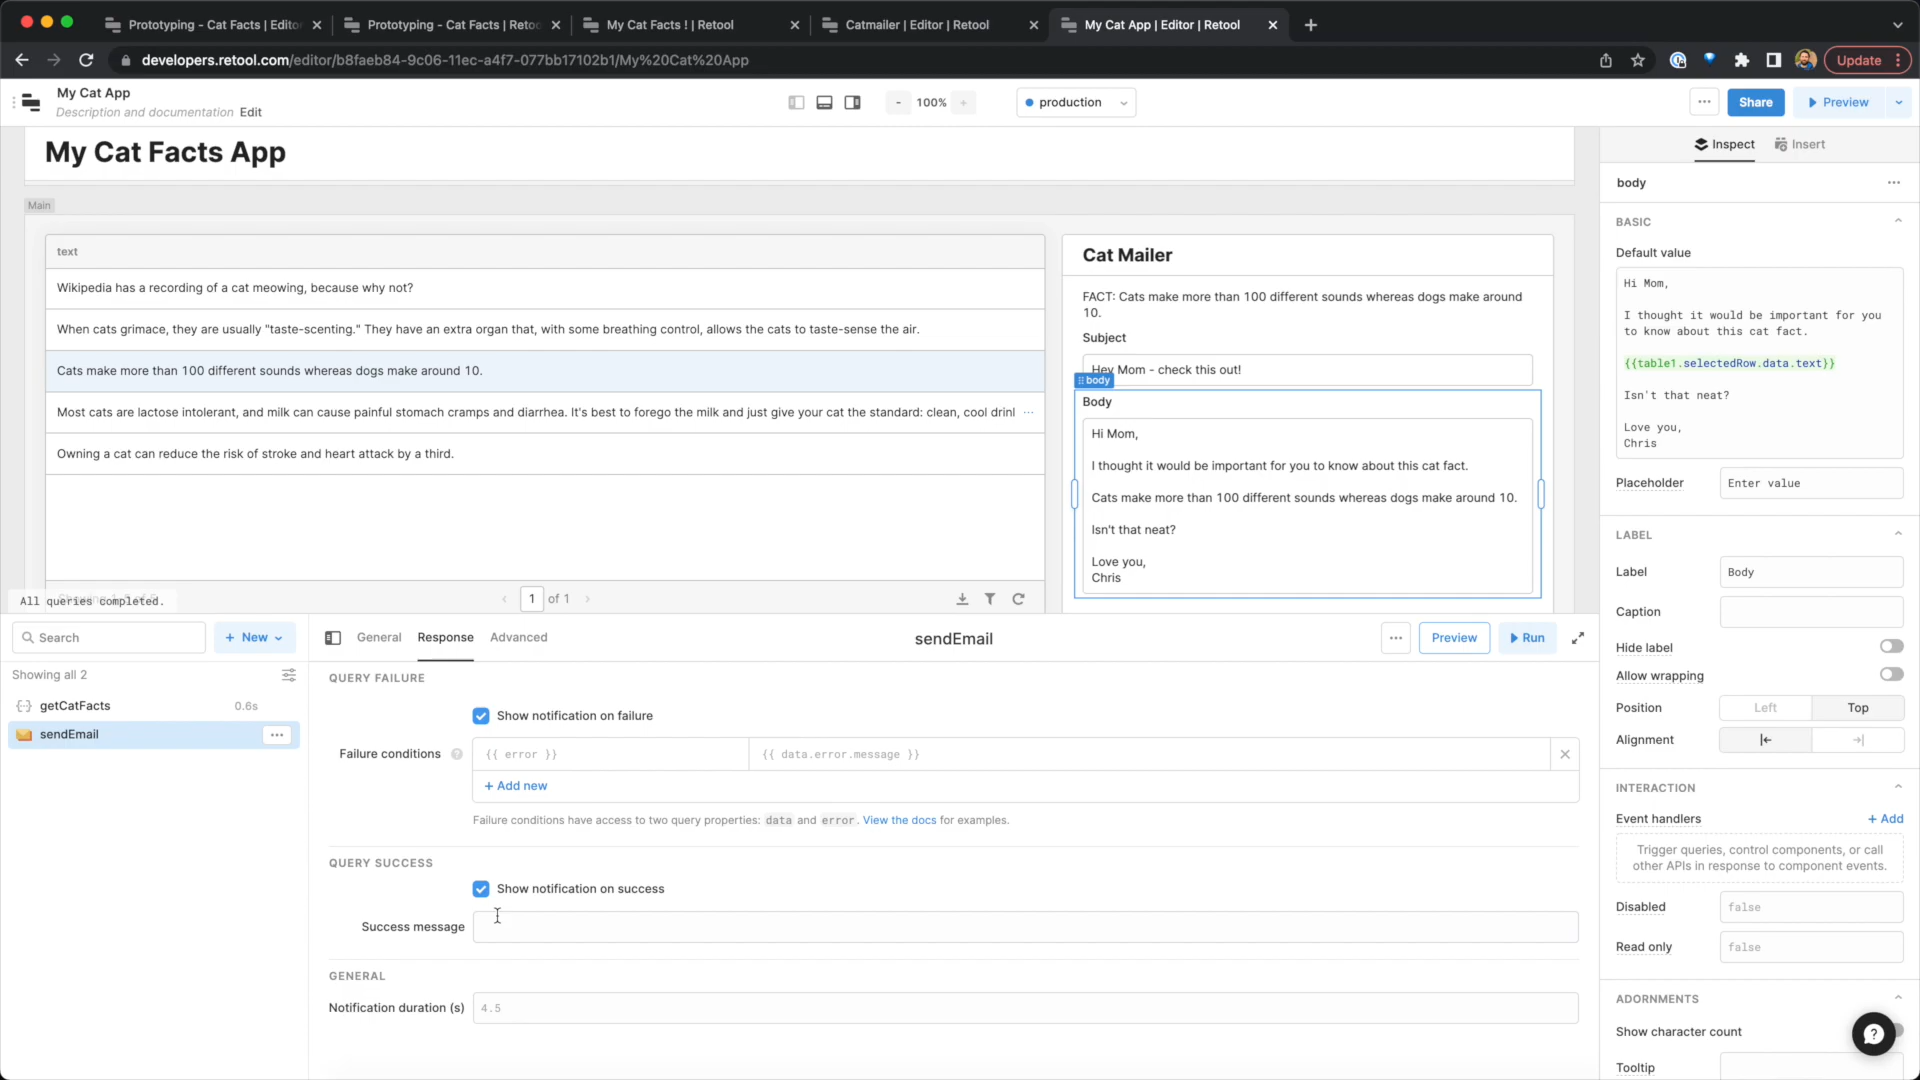 Prototyping - Cat Facts | Editor
Prototyping - Cat Facts | Retoo
My Cat Facts ! | Retool
Catmailer | Editor | Retool
My Cat App | Editor | Retool
developers.retool.com/editor/b8faeb84-9c06-11ec-a4f7-077bb17102b1/My%20Cat%20App
Update
My Cat App
Description and documentation Edit
- 100% +
production
Share
Preview
My Cat Facts App
Inspect
Insert
Main
text
Wikipedia has a recording of a cat meowing, because why not?
When cats grimace, they are usually "taste-scenting." They have an extra organ that, with some breathing control, allows the cats to taste-sense the air.
Cats make more than 100 different sounds whereas dogs make around 10.
Most cats are lactose intolerant, and milk can cause painful stomach cramps and diarrhea. It's best to forego the milk and just give your cat the standard: clean, cool drinl ...
Owning a cat can reduce the risk of stroke and heart attack by a third.
All queries completed.
1 of 1
Cat Mailer
FACT: Cats make more than 100 different sounds whereas dogs make around
10.
Subject
Hey Mom - check this out!
body
Body
Hi Mom,
I thought it would be important for you to know about this cat fact.
Cats make more than 100 different sounds whereas dogs make around 10.
Isn't that neat?
Love you,
Chris
body
BASIC
Default value
Hi Mom,
I thought it would be important for you
to know about this cat fact.
{{table1.selectedRow.data.text}}
Isn't that neat?
Love you,
Chris
Placeholder
Enter value
LABEL
Label
Body
Caption
Hide label
Allow wrapping
Position
Left
Top
Alignment
INTERACTION
Event handlers
+ Add
Trigger queries, control components, or call
other APIs in response to component events.
Disabled
false
Read only
false
ADORNMENTS
Show character count
Tooltip
Search
+ New
Showing all 2
getCatFacts
0.6s
sendEmail
General
Response
Advanced
sendEmail
Preview
Run
QUERY FAILURE
Show notification on failure
Failure conditions
{{ error }}
{{ data.error.message }}
+ Add new
Failure conditions have access to two query properties: data and error. View the docs for examples.
QUERY SUCCESS
Show notification on success
Success message
GENERAL
Notification duration (s)
4.5